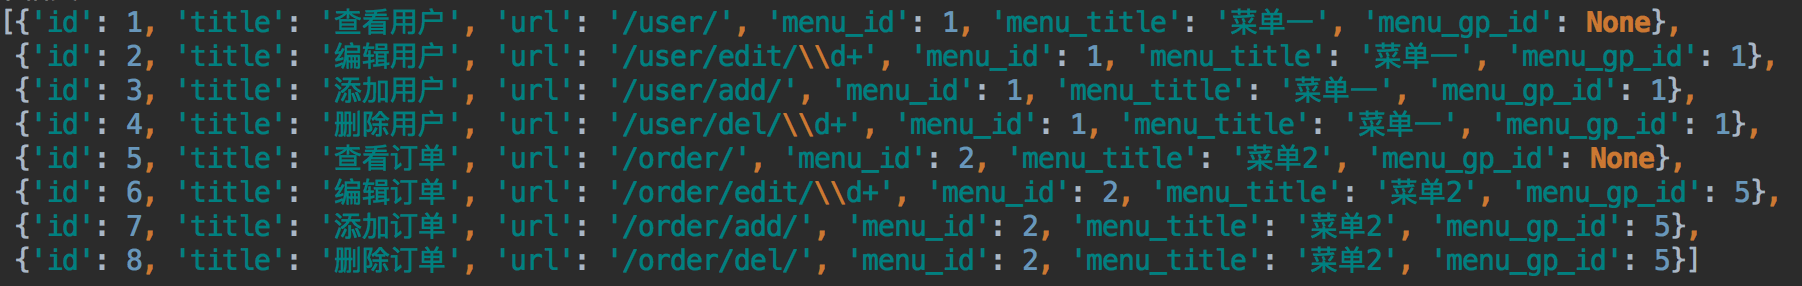 [{'id': 1, 'title': '查看用户', 'url': '/user/', 'menu_id': 1, 'menu_title': '菜单一', 'menu_gp_id': None},
{'id': 2, 'title': '编辑用户', 'url': '/user/edit/\\d+', 'menu_id': 1, 'menu_title': '菜单一', 'menu_gp_id': 1},
{'id': 3, 'title': '添加用户', 'url': '/user/add/', 'menu_id': 1, 'menu_title': '菜单一', 'menu_gp_id': 1},
{'id': 4, 'title': '删除用户', 'url': '/user/del/\\d+', 'menu_id': 1, 'menu_title': '菜单一', 'menu_gp_id': 1},
{'id': 5, 'title': '查看订单', 'url': '/order/', 'menu_id': 2, 'menu_title': '菜单2', 'menu_gp_id': None},
{'id': 6, 'title': '编辑订单', 'url': '/order/edit/\\d+', 'menu_id': 2, 'menu_title': '菜单2', 'menu_gp_id': 5},
{'id': 7, 'title': '添加订单', 'url': '/order/add/', 'menu_id': 2, 'menu_title': '菜单2', 'menu_gp_id': 5},
{'id': 8, 'title': '删除订单', 'url': '/order/del/', 'menu_id': 2, 'menu_title': '菜单2', 'menu_gp_id': 5}]